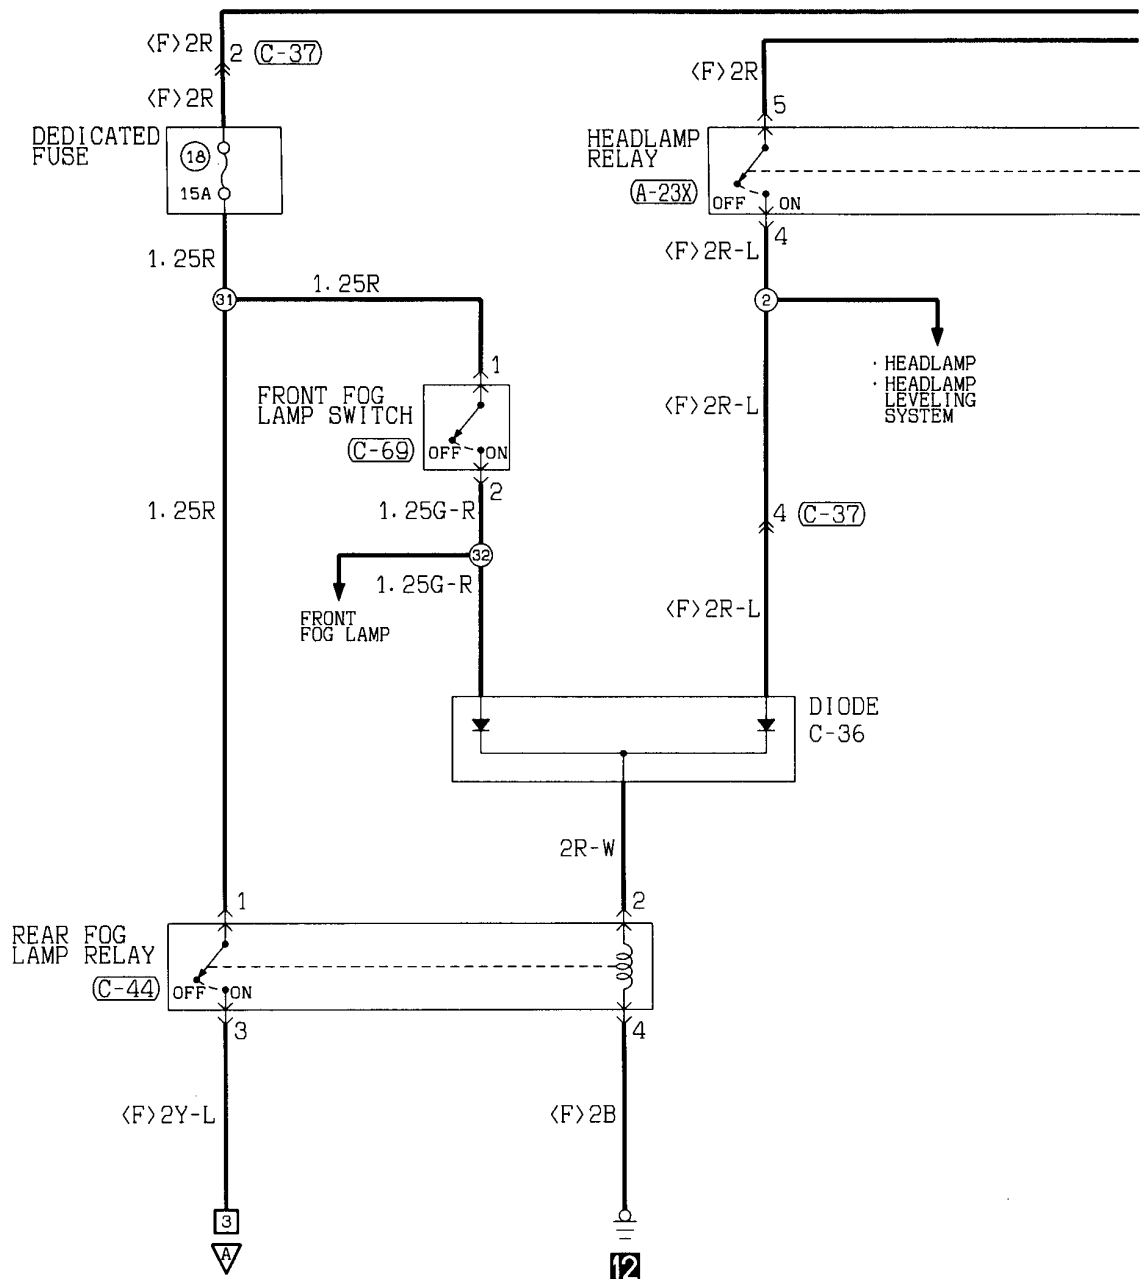 <F>2R
2 (C-37)
<F>2R
<F>2R
5
DEDICATED
FUSE
18
15A
HEADLAMP
RELAY
(A-23X)
OFF ON
4
1.25R
<F>2R-L
1.25R
31
2
· HEADLAMP
· HEADLAMP
LEVELING
SYSTEM
1
FRONT FOG
LAMP SWITCH
(C-69)
OFF ON
2
<F>2R-L
1.25R
1.25G-R
4 (C-37)
32
1.25G-R
FRONT
FOG LAMP
<F>2R-L
DIODE
C-36
2R-W
1
2
REAR FOG
LAMP RELAY
(C-44)
OFF ON
3
4
<F>2Y-L
<F>2B
3
A
12